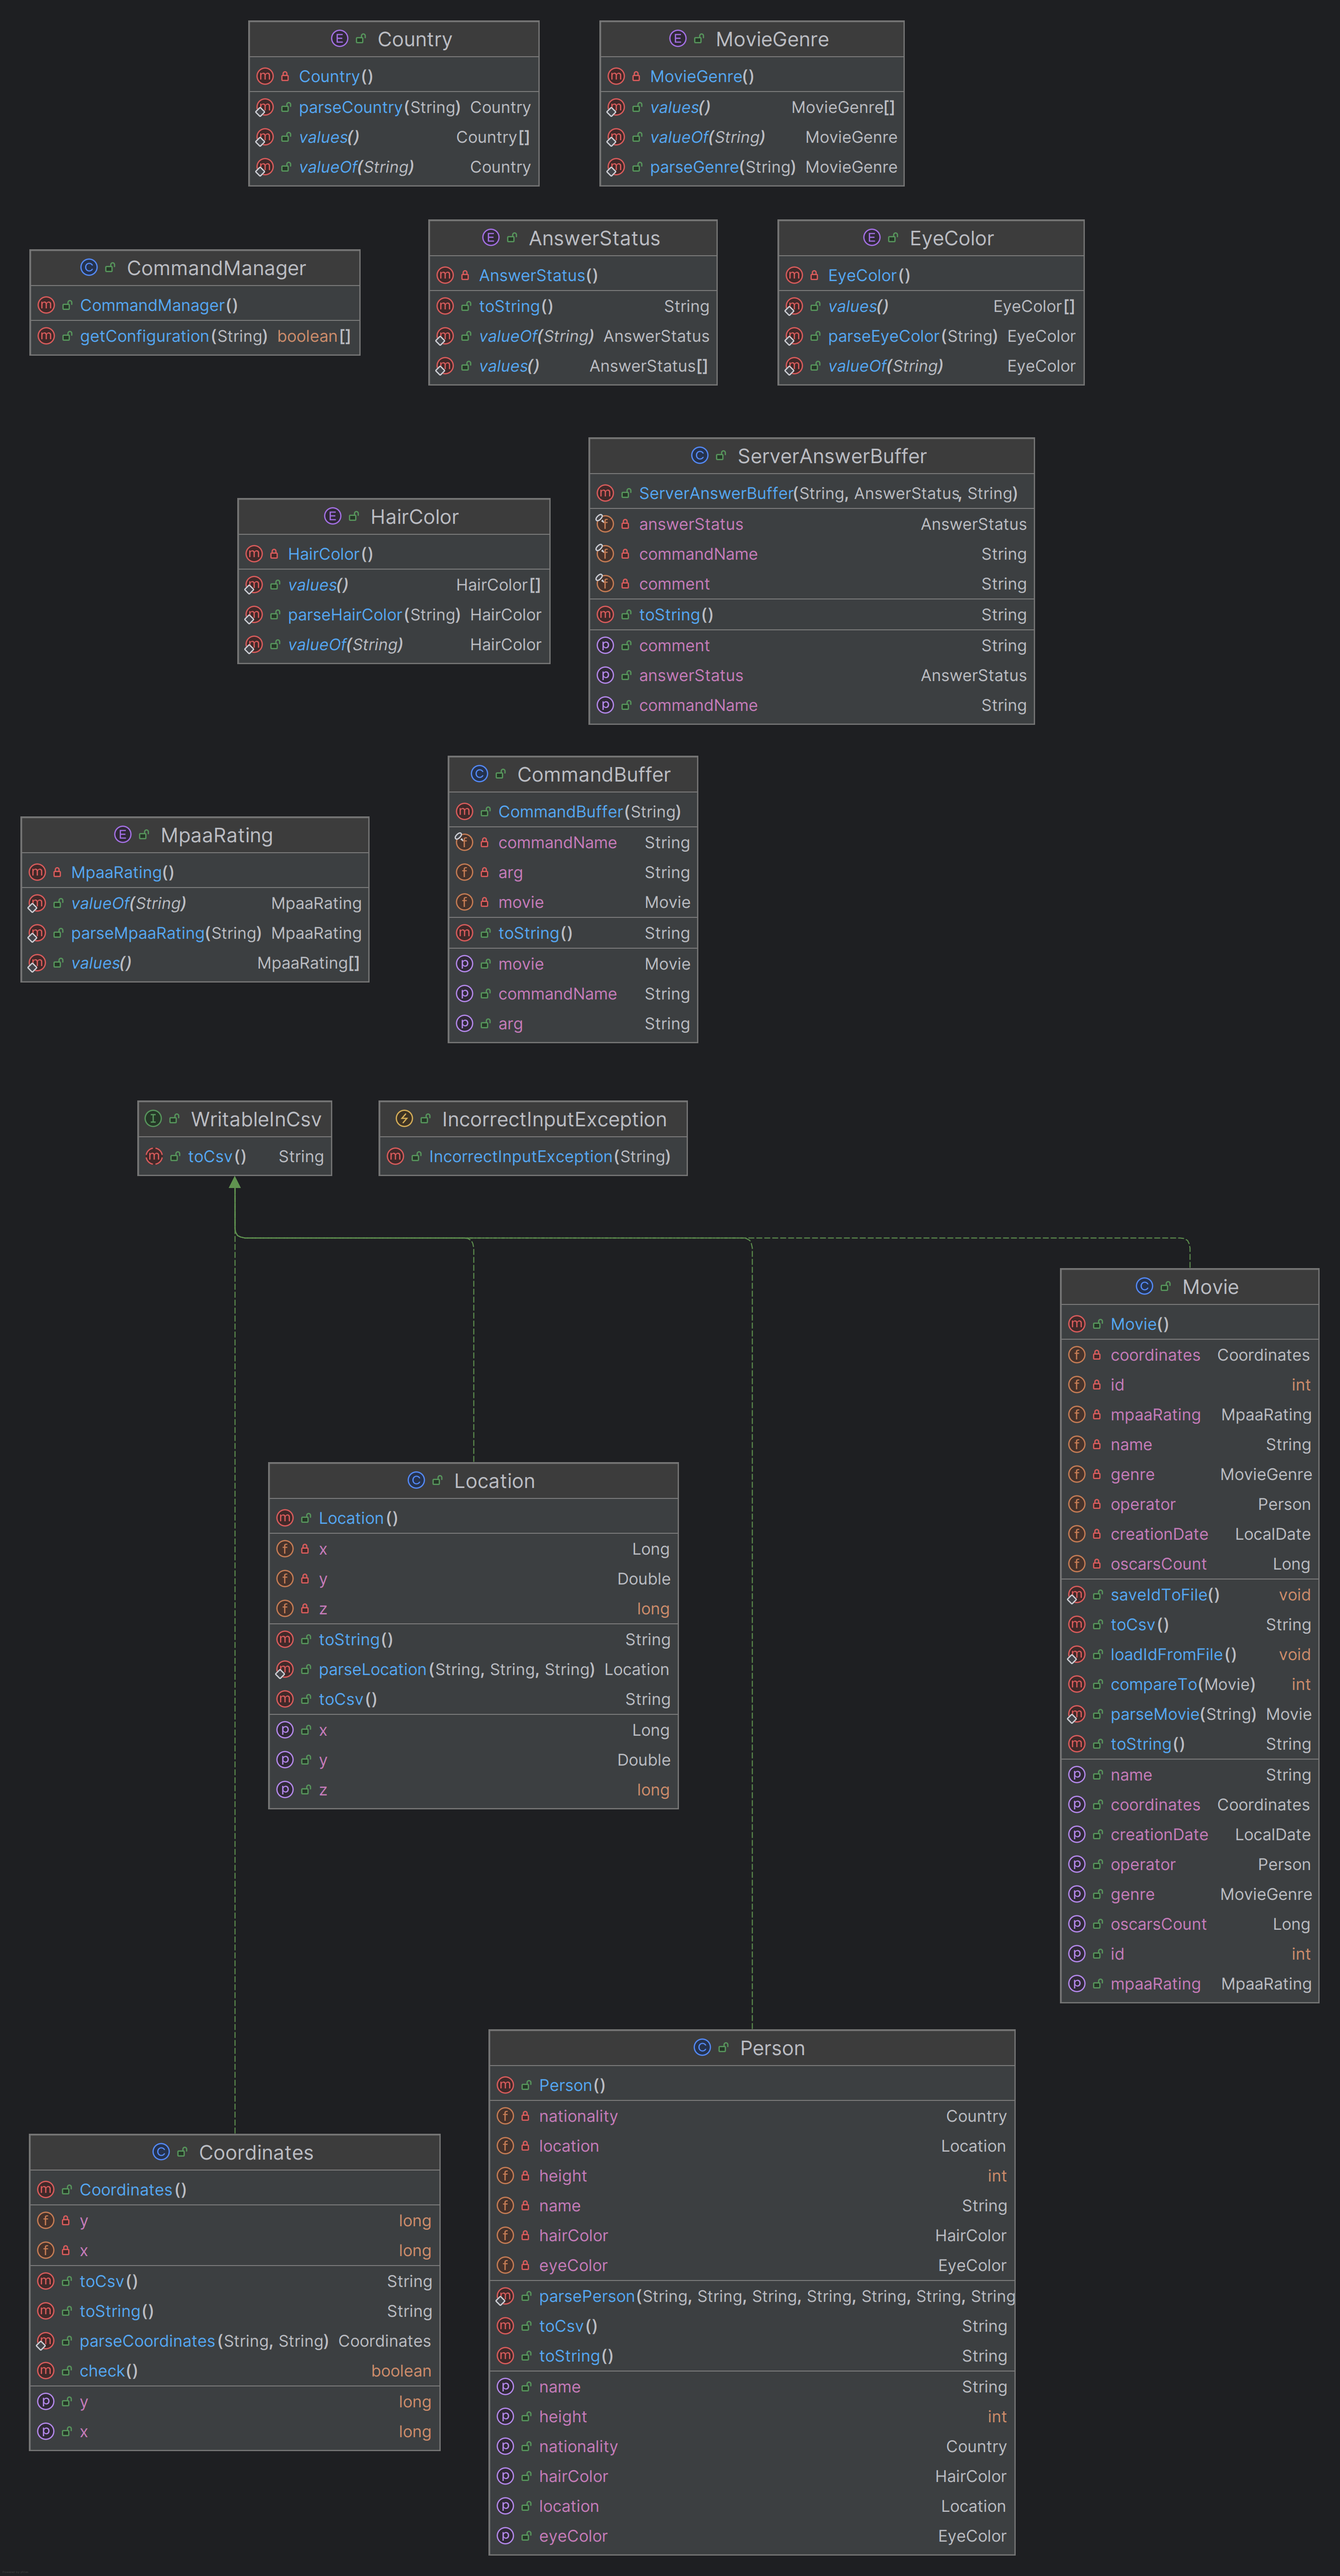 Country
Country()
parseCountry(String) Country
values() Country[]
valueOf(String) Country
MovieGenre
MovieGenre()
values() MovieGenre[]
valueOf(String) MovieGenre
parseGenre(String) MovieGenre
CommandManager
CommandManager()
getConfiguration(String) boolean[]
AnswerStatus
AnswerStatus()
toString() String
valueOf(String) AnswerStatus
values() AnswerStatus[]
EyeColor
EyeColor()
values() EyeColor[]
parseEyeColor(String) EyeColor
valueOf(String) EyeColor
HairColor
HairColor()
values() HairColor[]
parseHairColor(String) HairColor
valueOf(String) HairColor
ServerAnswerBuffer
ServerAnswerBuffer(String, AnswerStatus, String)
answerStatus AnswerStatus
commandName String
comment String
toString() String
comment String
answerStatus AnswerStatus
commandName String
MpaaRating
MpaaRating()
valueOf(String) MpaaRating
parseMpaaRating(String) MpaaRating
values() MpaaRating[]
CommandBuffer
CommandBuffer(String)
commandName String
arg String
movie Movie
toString() String
movie Movie
commandName String
arg String
WritableInCsv
toCsv() String
IncorrectInputException
IncorrectInputException(String)
Movie
Movie()
coordinates Coordinates
id int
mpaaRating MpaaRating
name String
genre MovieGenre
operator Person
creationDate LocalDate
oscarsCount Long
saveIdToFile() void
toCsv() String
loadIdFromFile() void
compareTo(Movie) int
parseMovie(String) Movie
toString() String
name String
coordinates Coordinates
creationDate LocalDate
operator Person
genre MovieGenre
oscarsCount Long
id int
mpaaRating MpaaRating
Location
Location()
x Long
y Double
z long
toString() String
parseLocation(String, String, String) Location
toCsv() String
x Long
y Double
z long
Person
Person()
nationality Country
location Location
height int
name String
hairColor HairColor
eyeColor EyeColor
parsePerson(String, String, String, String, String, String, String
toCsv() String
toString() String
name String
height int
nationality Country
hairColor HairColor
location Location
eyeColor EyeColor
Coordinates
Coordinates()
y long
x long
toCsv() String
toString() String
parseCoordinates(String, String) Coordinates
check() boolean
y long
x long